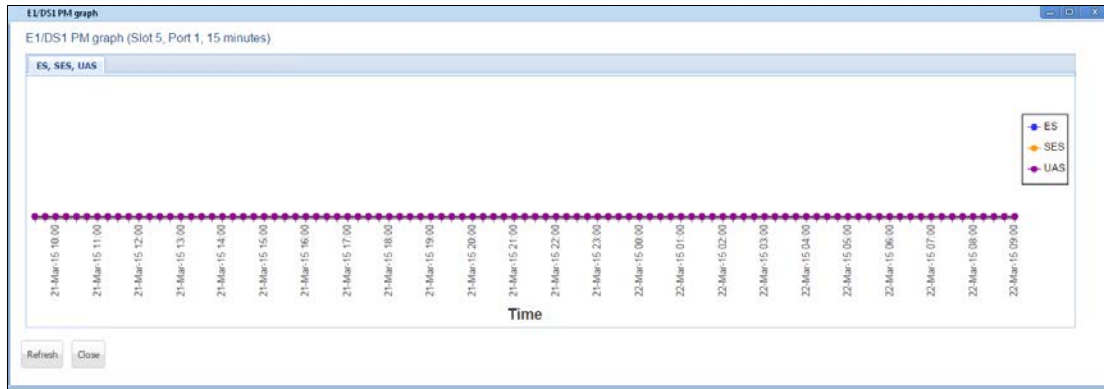 E1/DS1 PM graph
E1/DS1 PM graph (Slot 5, Port 1, 15 minutes)
ES, SES, UAS
ES
SES
UAS
21-Mar-15 10:00
21-Mar-15 11:00
21-Mar-15 12:00
21-Mar-15 13:00
21-Mar-15 14:00
21-Mar-15 15:00
21-Mar-15 16:00
21-Mar-15 17:00
21-Mar-15 18:00
21-Mar-15 19:00
21-Mar-15 20:00
21-Mar-15 21:00
21-Mar-15 22:00
21-Mar-15 23:00
22-Mar-15 00:00
22-Mar-15 01:00
22-Mar-15 02:00
22-Mar-15 03:00
22-Mar-15 04:00
22-Mar-15 05:00
22-Mar-15 06:00
22-Mar-15 07:00
22-Mar-15 08:00
22-Mar-15 09:00
Time
Refresh
Close